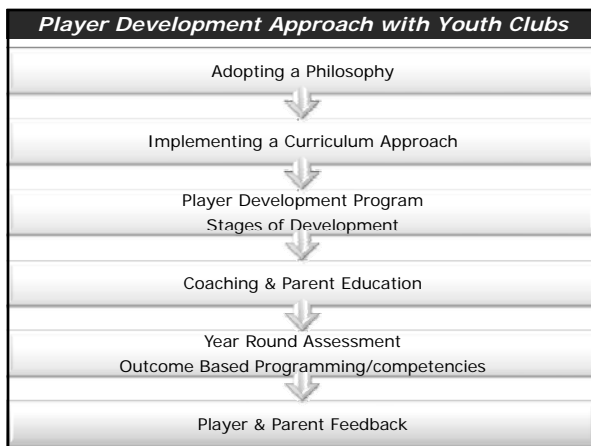 Player Development Approach with Youth Clubs
Adopting a Philosophy
Implementing a Curriculum Approach
Player Development Program
Stages of Development
Coaching & Parent Education
Year Round Assessment
Outcome Based Programming/competencies
Player & Parent Feedback